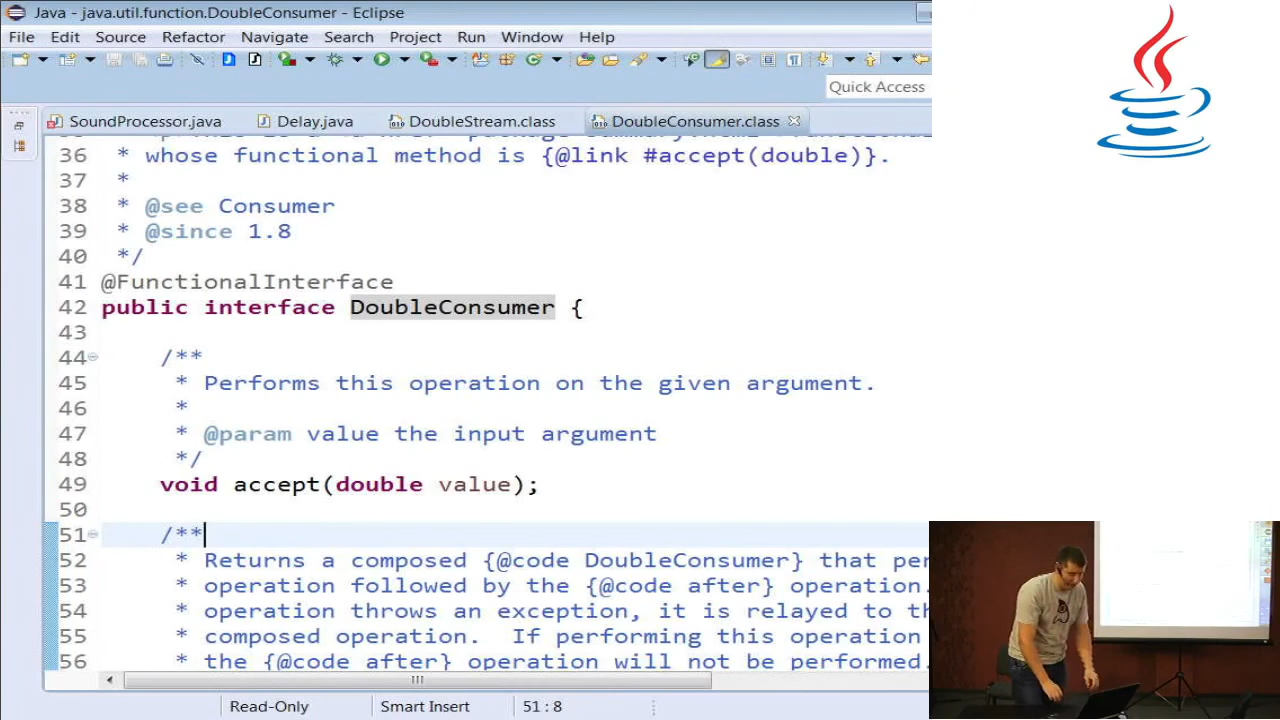 Java - java.util.function.DoubleConsumer - Eclipse
File Edit Source Refactor Navigate Search Project Run Window Help
Quick Access
SoundProcessor.java Delay.java DoubleStream.class DoubleConsumer.class
36 * whose functional method is {@link #accept(double)}.
37 *
38 * @see Consumer
39 * @since 1.8
40 */
41 @FunctionalInterface
42 public interface DoubleConsumer {
43
44 /**
45 * Performs this operation on the given argument.
46 *
47 * @param value the input argument
48 */
49 void accept(double value);
50
51 /**
52 * Returns a composed {@code DoubleConsumer} that
53 * operation followed by the {@code after} operation.
54 * operation throws an exception, it is relayed to
55 * composed operation. If performing this operation
56 * the {@code after} operation will not be performed.
Read-Only Smart Insert 51 : 8